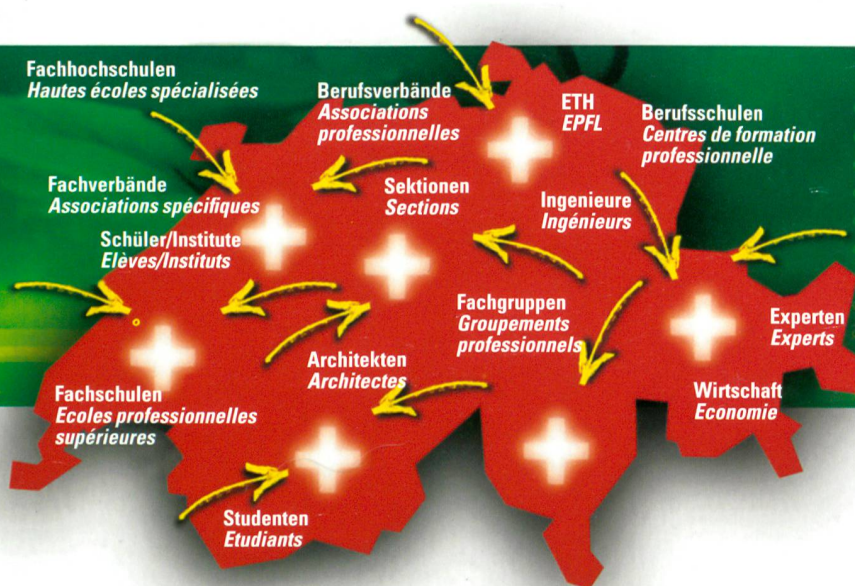 Fachhochschulen
Hautes écoles spécialisées
Berufsverbände
Associations
professionnelles
ETH
EPFL
Berufsschulen
Centres de formation
professionnelle
Fachverbände
Associations spécifiques
Sektionen
Sections
Ingenieure
Ingénieurs
Schüler/Institute
Elèves/Instituts
Fachgruppen
Groupements
professionnels
Experten
Experts
Architekten
Architectes
Fachschulen
Ecoles professionnelles
supérieures
Wirtschaft
Economie
Studenten
Etudiants